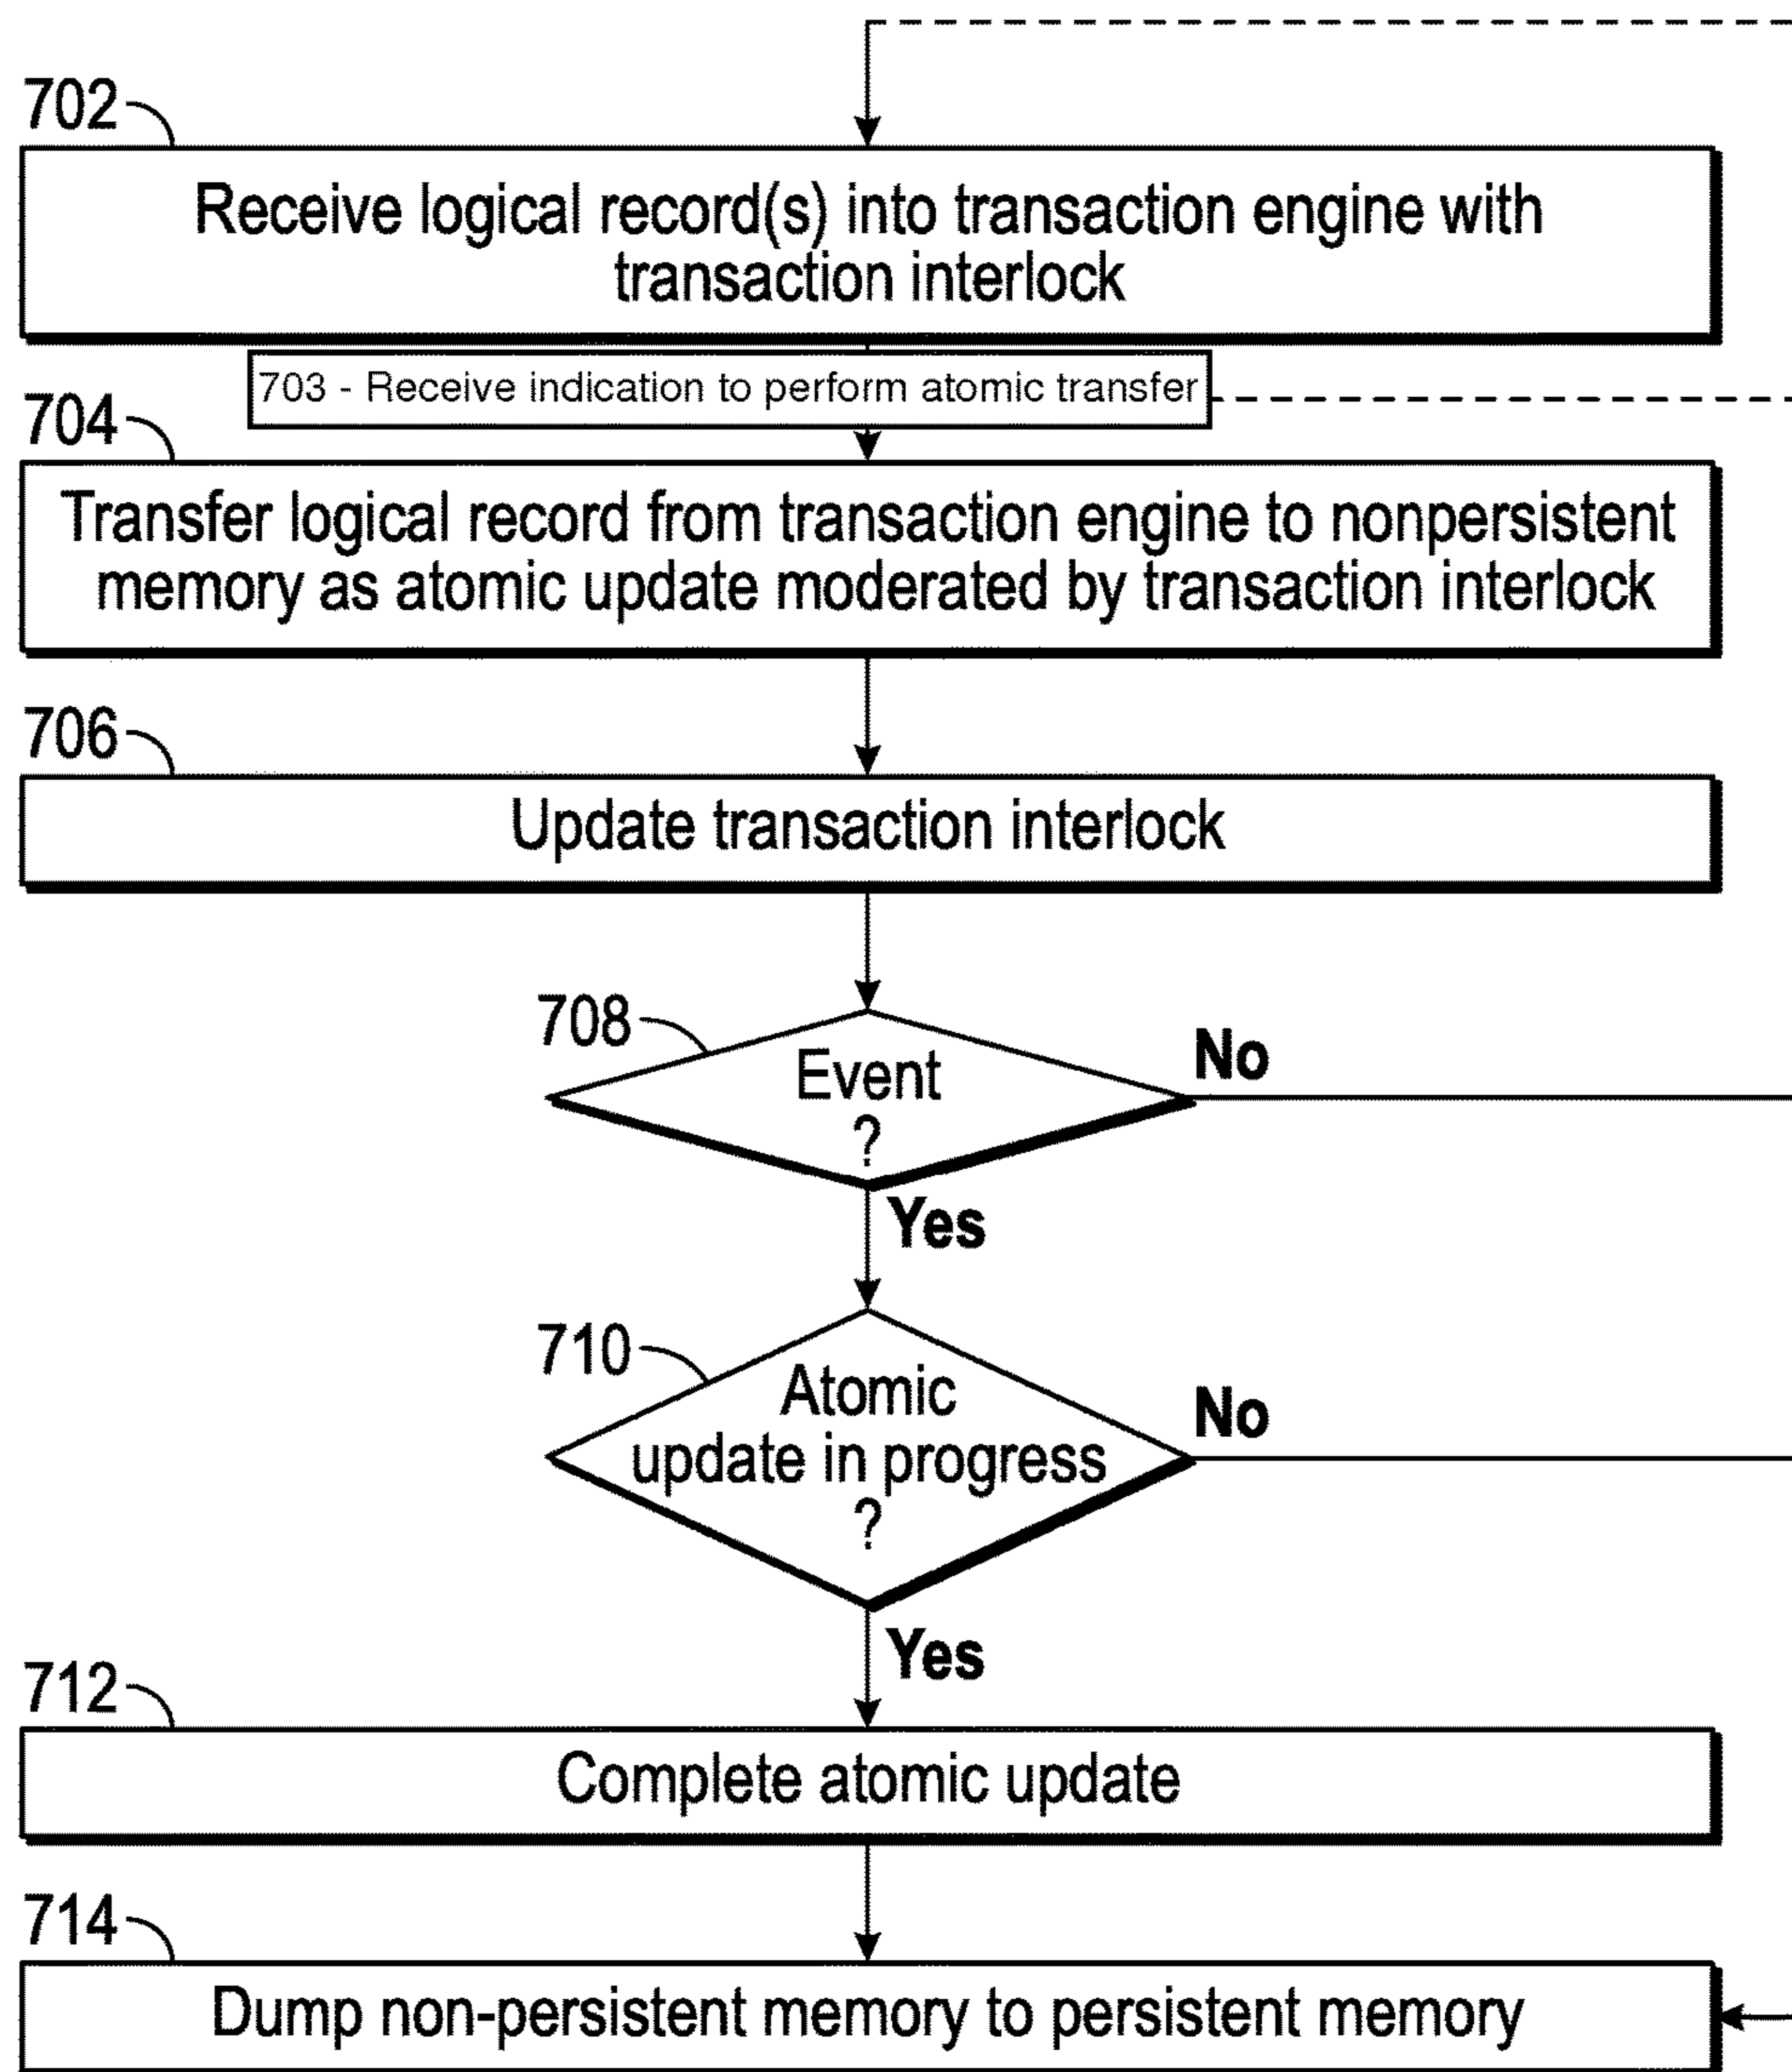 702
Receive logical record(s) into transaction engine with
transaction interlock
703 - Receive indication to perform atomic transfer
704
Transfer logical record from transaction engine to nonpersistent
memory as atomic update moderated by transaction interlock
706
Update transaction interlock
708
Event
?
No
Yes
710
Atomic
update in progress
?
No
Yes
712
Complete atomic update
714
Dump non-persistent memory to persistent memory